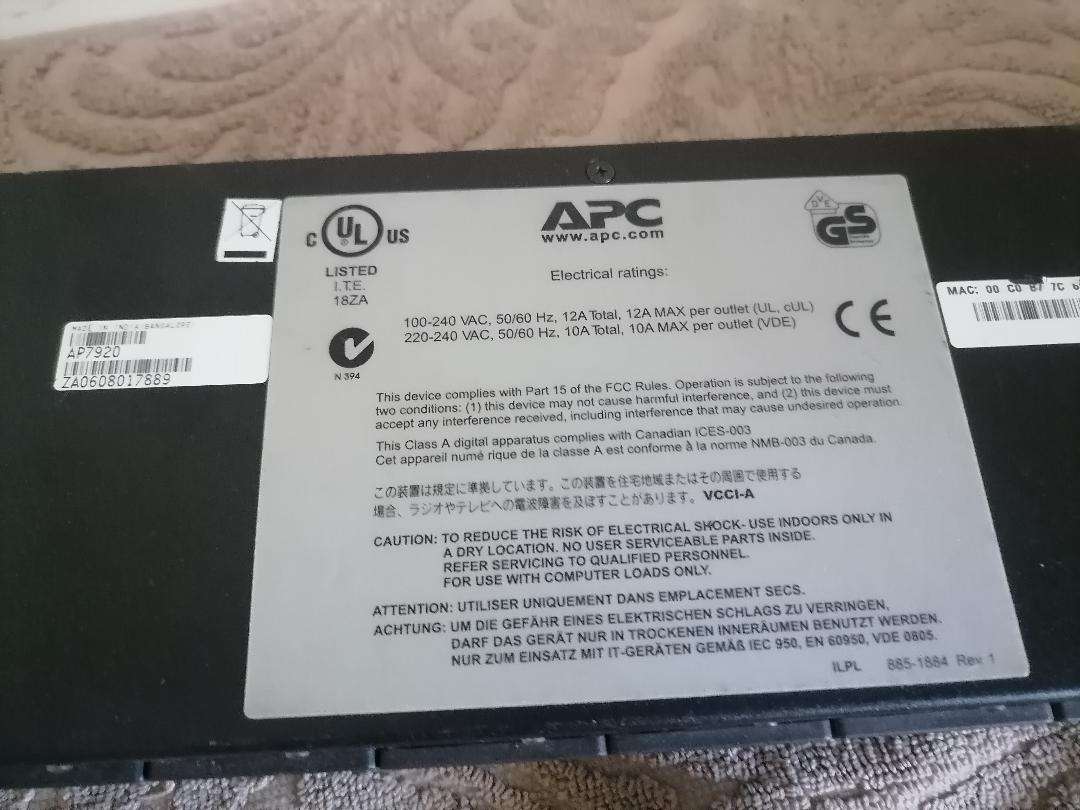 C UL ® US
LISTED
I.T.E.
18ZA
APC
www.apc.com
DVE
GS
Electrical ratings:
100-240 VAC, 50/60 Hz, 12A Total, 12A MAX per outlet (UL, cUL)
220-240 VAC, 50/60 Hz, 10A Total, 10A MAX per outlet (VDE)
CE
N 394
MADE IN INDIA BANGALORE
AP7920
ZA0608017889
MAC: 00 C0 B7 7C
This device complies with Part 15 of the FCC Rules. Operation is subject to the following
two conditions: (1) this device may not cause harmful interference, and (2) this device must
accept any interference received, including interference that may cause undesired operation.
This Class A digital apparatus complies with Canadian ICES-003
Cet appareil numé rique de la classe A est conforme à la norme NMB-003 du Canada.
この装置は規定に準拠しています。この装置を住宅地域またはその周囲で使用する
場合、ラジオやテレビへの電波障害を及ぼすことがあります。VCCI-A
CAUTION: TO REDUCE THE RISK OF ELECTRICAL SHOCK- USE INDOORS ONLY IN
A DRY LOCATION. NO USER SERVICEABLE PARTS INSIDE.
REFER SERVICING TO QUALIFIED PERSONNEL.
FOR USE WITH COMPUTER LOADS ONLY.
ATTENTION: UTILISER UNIQUEMENT DANS EMPLACEMENT SECS.
ACHTUNG: UM DIE GEFÄHR EINES ELEKTRISCHEN SCHLAGS ZU VERRINGEN,
DARF DAS GERÄT NUR IN TROCKENEN INNERÄUMEN BENUTZT WERDEN.
NUR ZUM EINSATZ MIT IT-GERÄTEN GEMÄß IEC 950, EN 60950, VDE 0805.
ILPL 885-1884 Rev 1